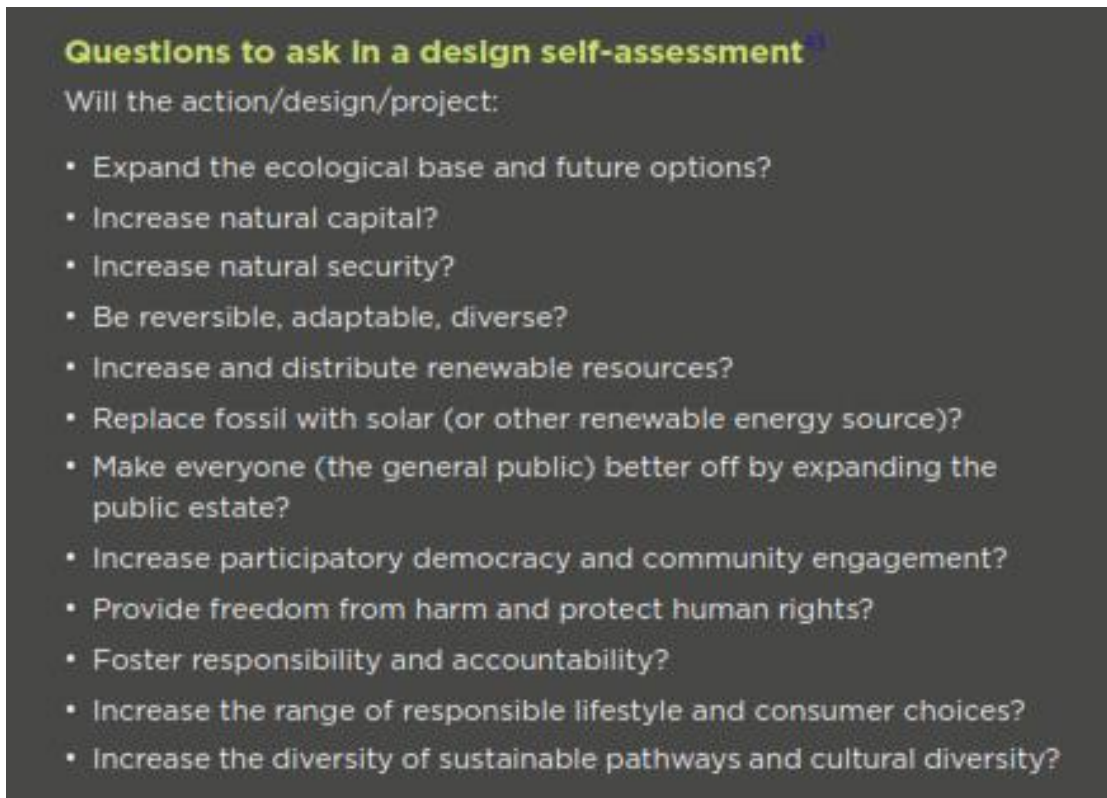 Questions to ask in a design self-assessment
Will the action/design/project:
• Expand the ecological base and future options?
• Increase natural capital?
• Increase natural security?
• Be reversible, adaptable, diverse?
• Increase and distribute renewable resources?
• Replace fossil with solar (or other renewable energy source)?
• Make everyone (the general public) better off by expanding the
public estate?
• Increase participatory democracy and community engagement?
• Provide freedom from harm and protect human rights?
• Foster responsibility and accountability?
• Increase the range of responsible lifestyle and consumer choices?
• Increase the diversity of sustainable pathways and cultural diversity?